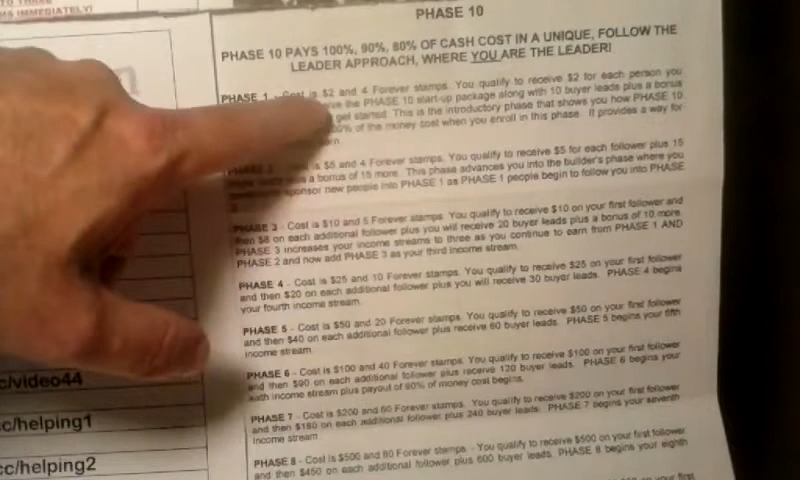 MS IMMEDIATELY!
PHASE 10
PHASE 10 PAYS 100%, 90%, 80% OF CASH COST IN A UNIQUE, FOLLOW THE
LEADER APPROACH, WHERE YOU ARE THE LEADER!
PHASE 1 - Cost is $2 and 4 Forever stamps. You qualify to receive $2 for each person you
the PHASE 10 start-up package along with 10 buyer leads plus a bonus
get started. This is the introductory phase that shows you how PHASE 10
of the money cost when you enroll in this phase. It provides a way for
is $5 and 4 Forever stamps. You qualify to receive $5 for each follower plus 15
a bonus of 15 more. This phase advances you into the builder's phase where you
sponsor new people into PHASE 1 as PHASE 1 people begin to follow you into PHASE
PHASE 3 - Cost is $10 and 5 Forever stamps. You qualify to receive $10 on your first follower and
then $8 on each additional follower plus you will receive 20 buyer leads plus a bonus of 10 more.
PHASE 3 increases your income streams to three as you continue to earn from PHASE 1 AND
PHASE 2 and now add PHASE 3 as your third income stream.
PHASE 4 - Cost is $25 and 10 Forever stamps. You qualify to receive $25 on your first follower
and then $20 on each additional follower plus you will receive 30 buyer leads. PHASE 4 begins
your fourth income stream.
PHASE 5 - Cost is $50 and 20 Forever stamps. You qualify to receive $50 on your first follower
and then $40 on each additional follower plus receive 60 buyer leads. PHASE 5 begins your fifth
income stream.
PHASE 6 - Cost is $100 and 40 Forever stamps. You qualify to receive $100 on your first follower
and then $90 on each additional follower plus receive 120 buyer leads. PHASE 6 begins your
sixth income stream plus payout of 90% of money cost begins.
PHASE 7 - Cost is $200 and 60 Forever stamps. You qualify to receive $200 on your first follower
and then $180 on each additional follower plus 240 buyer leads. PHASE 7 begins your seventh
income stream
PHASE 8 - Cost is $500 and 80 Forever stamps. - You qualify to receive $500 on your first follower
and then $450 on each additional follower plus 600 buyer leads. PHASE 8 begins your eighth
on your first
c/video44
cc/helping1
cc/helping2